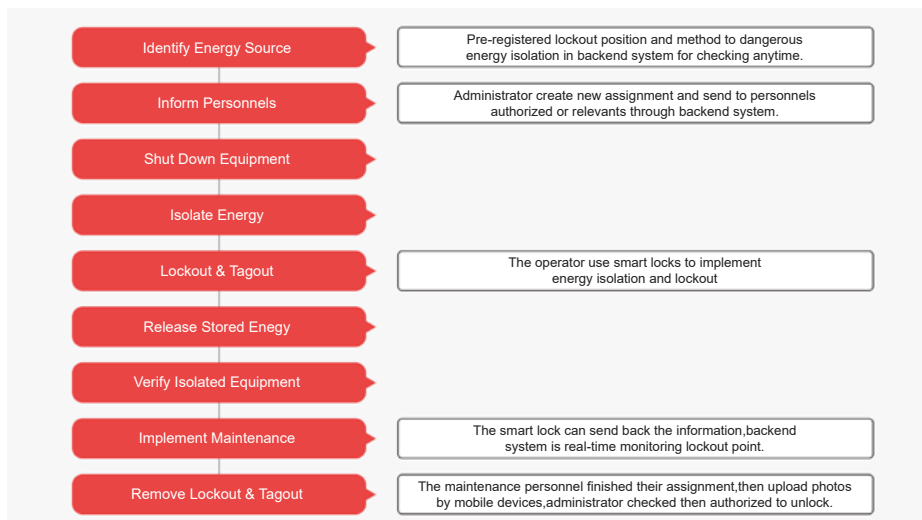 Identify Energy Source
Pre-registered lockout position and method to dangerous
energy isolation in backend system for checking anytime.
Inform Personnels
Administrator create new assignment and send to personnels
authorized or relevants through backend system.
Shut Down Equipment
Isolate Energy
Lockout & Tagout
The operator use smart locks to implement
energy isolation and lockout
Release Stored Enegy
Verify Isolated Equipment
Implement Maintenance
The smart lock can send back the information,backend
system is real-time monitoring lockout point.
Remove Lockout & Tagout
The maintenance personnel finished their assignment,then upload photos
by mobile devices,administrator checked then authorized to unlock.